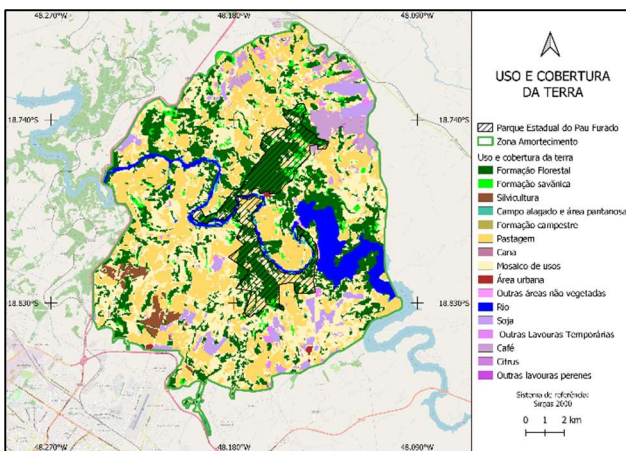 48.270°W 48.180°W 48.090°W
18.740°S 18.740°S
18.830°S 18.830°S
48.270°W 48.180°W 48.090°W
USO E COBERTURA
DA TERRA
Parque Estadual do Pau Furado
Zona Amortecimento
Uso e cobertura da terra
Formação Florestal
Formação savânica
Silvicultura
Campo alagado e área pantanosa
Formação campestre
Pastagem
Cana
Mosaico de usos
Área urbana
Outras áreas não vegetadas
Rio
Soja
Outras Lavouras Temporárias
Café
Citrus
Outras lavouras perenes
Sistema de referência:
Sirgas 2000
0 1 2 km